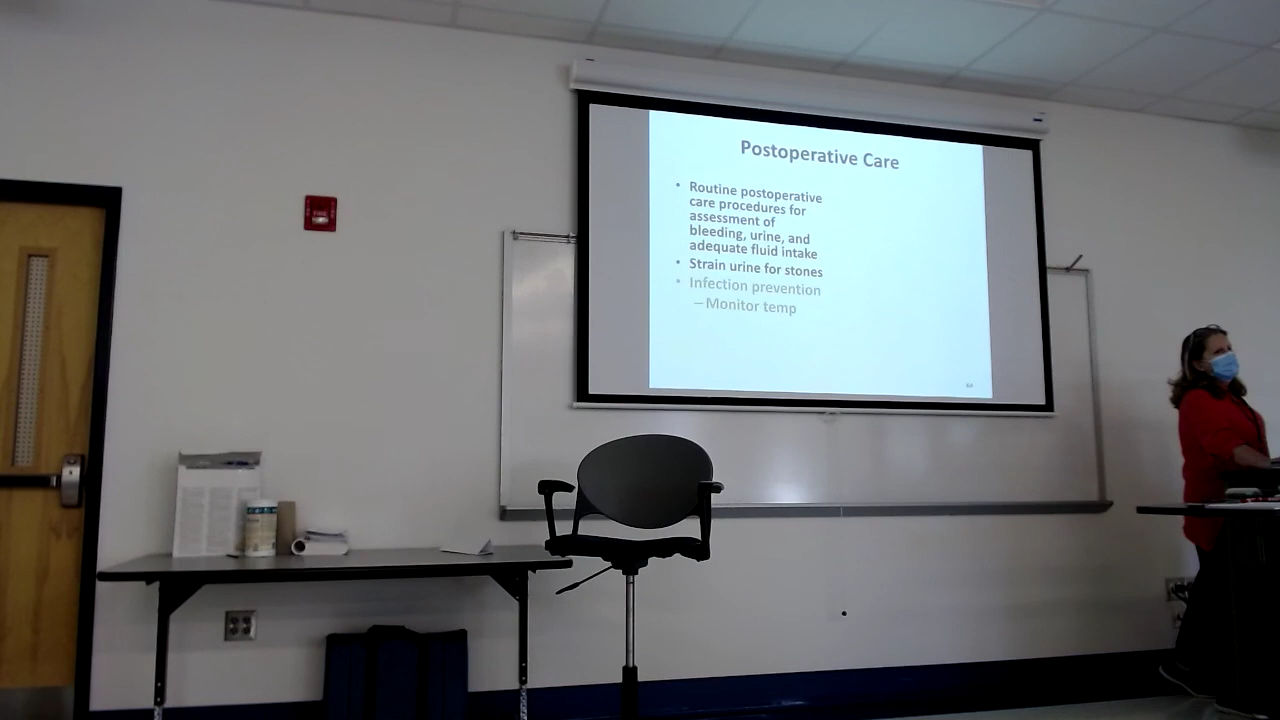 Postoperative Care
• Routine postoperative
care procedures for
assessment of
bleeding, urine, and
adequate fluid intake
• Strain urine for stones
• Infection prevention
– Monitor temp
FIRE